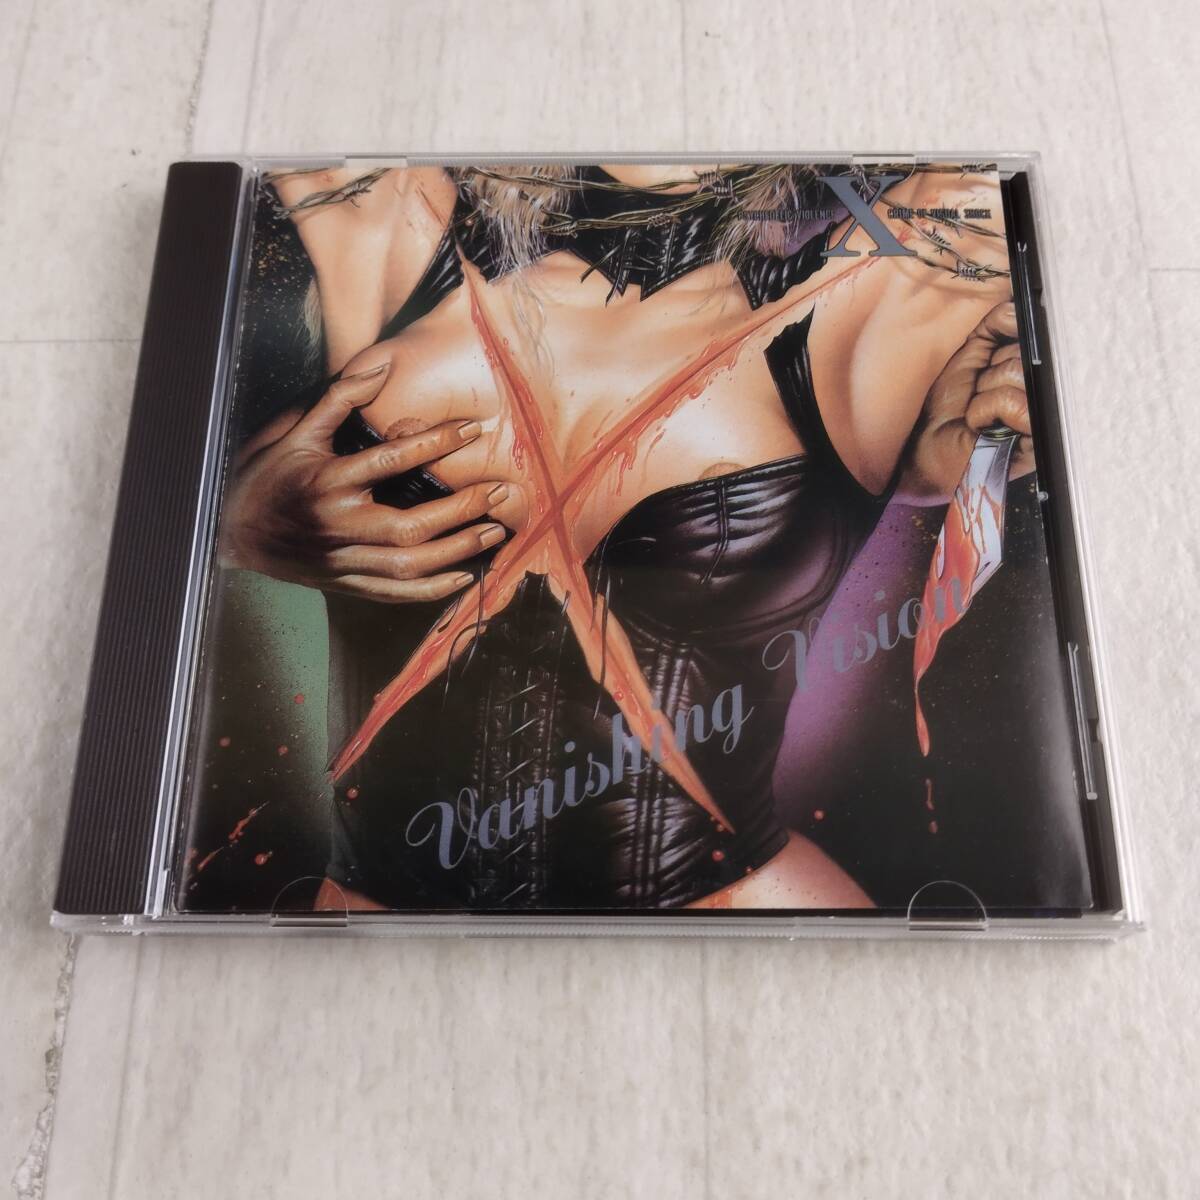 PSYCHEDELIC VIOLENCE X CRIME OF VISUAL SHOCK
Vanishing Vision